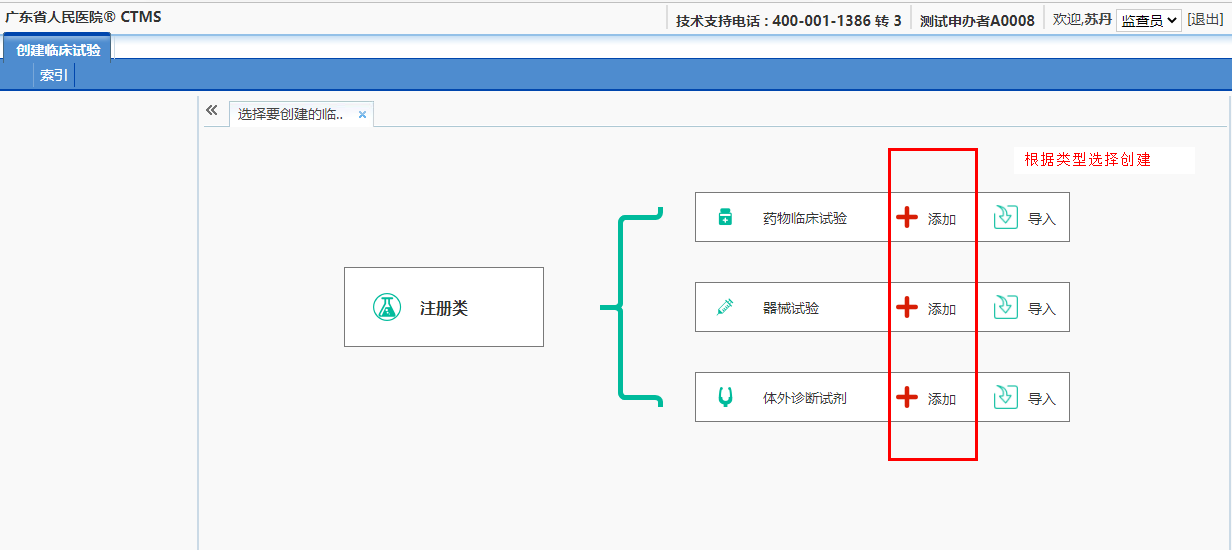 广东省人民医院® CTMS
技术支持电话：400-001-1386 转 3 测试申办者A0008 欢迎,苏丹 监查员 [退出]
创建临床试验
索引
« 选择要创建的临.. ×
根据类型选择创建
药物临床试验 添加 导入
注册类
器械试验 添加 导入
体外诊断试剂 添加 导入